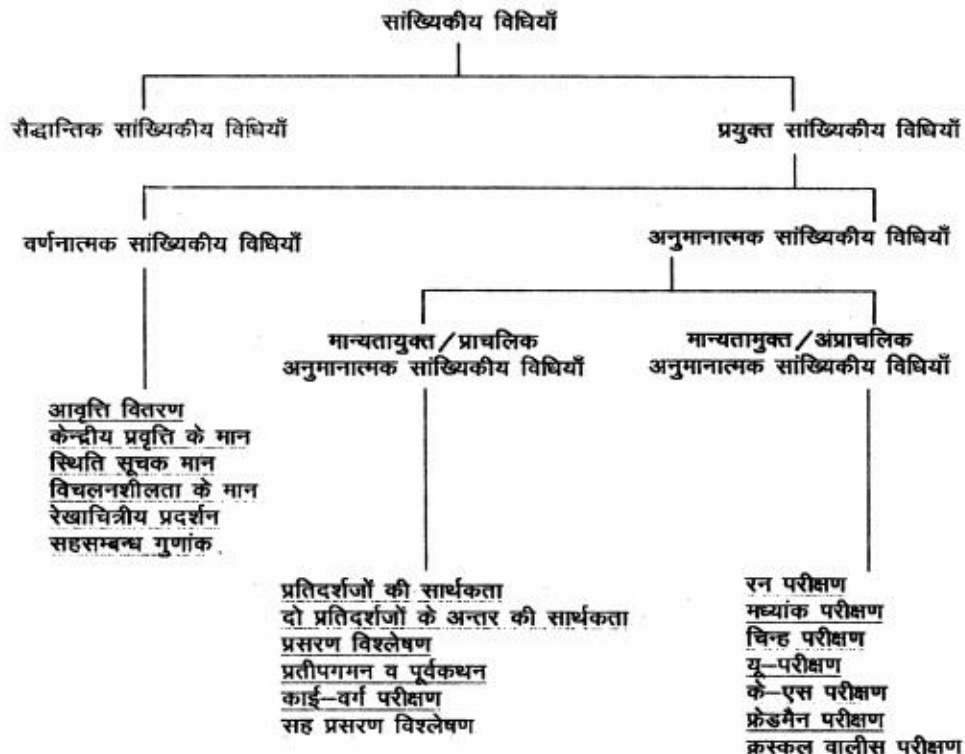 सांख्यिकीय विधियाँ
सैद्धान्तिक सांख्यिकीय विधियाँ
प्रयुक्त सांख्यिकीय विधियाँ
वर्णनात्मक सांख्यिकीय विधियाँ
अनुमानात्मक सांख्यिकीय विधियाँ
मान्यतायुक्त/प्राचलिक
अनुमानात्मक सांख्यिकीय विधियाँ
मान्यतामुक्त/अप्राचलिक
अनुमानात्मक सांख्यिकीय विधियाँ
आवृत्ति वितरण
केन्द्रीय प्रवृत्ति के मान
स्थिति सूचक मान
विचलनशीलता के मान
रेखाचित्रीय प्रदर्शन
सहसम्बन्ध गुणांक
प्रतिदर्शजों की सार्थकता
दो प्रतिदर्शजों के अन्तर की सार्थकता
प्रसरण विश्लेषण
प्रतीपगमन व पूर्वकथन
काई–वर्ग परीक्षण
सह प्रसरण विश्लेषण
रन परीक्षण
मध्यांक परीक्षण
चिन्ह परीक्षण
यू–परीक्षण
के–एस परीक्षण
फ्रेडमैन परीक्षण
क्रस्कल वालीस परीक्षण